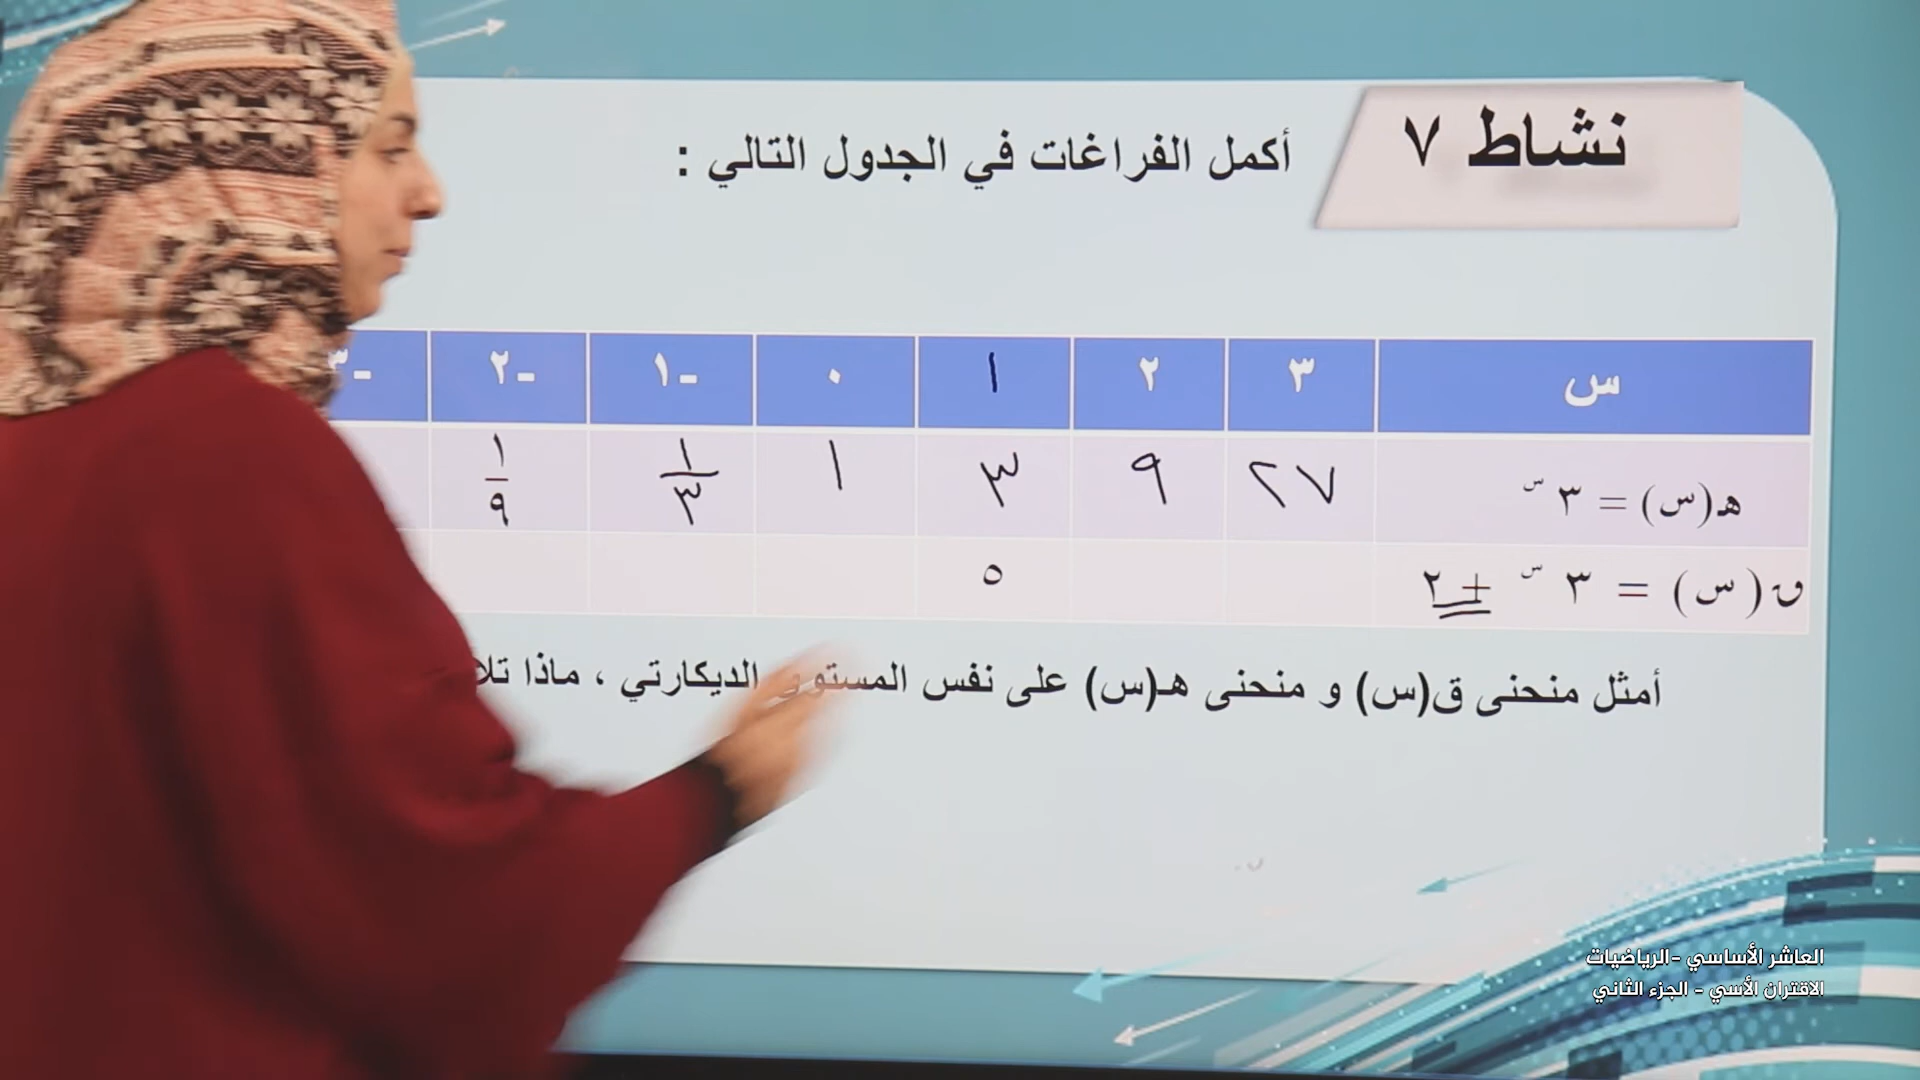 نشاط ٧
أكمل الفراغات في الجدول التالي :
س ٣ ٢ ١ ٠ -١ -٢ -٣
هـ(س) = ٣ س ٢٧ ٩ ٣ ١ ١/٣ ١/٩
ق(س) = ٣ س + ٢ ٥
أمثل منحنى ق(س) و منحنى هـ(س) على نفس المستوى الديكارتي ، ماذا
العاشر الأساسي -الرياضيات
الاقتران الأسي - الجزء الثاني